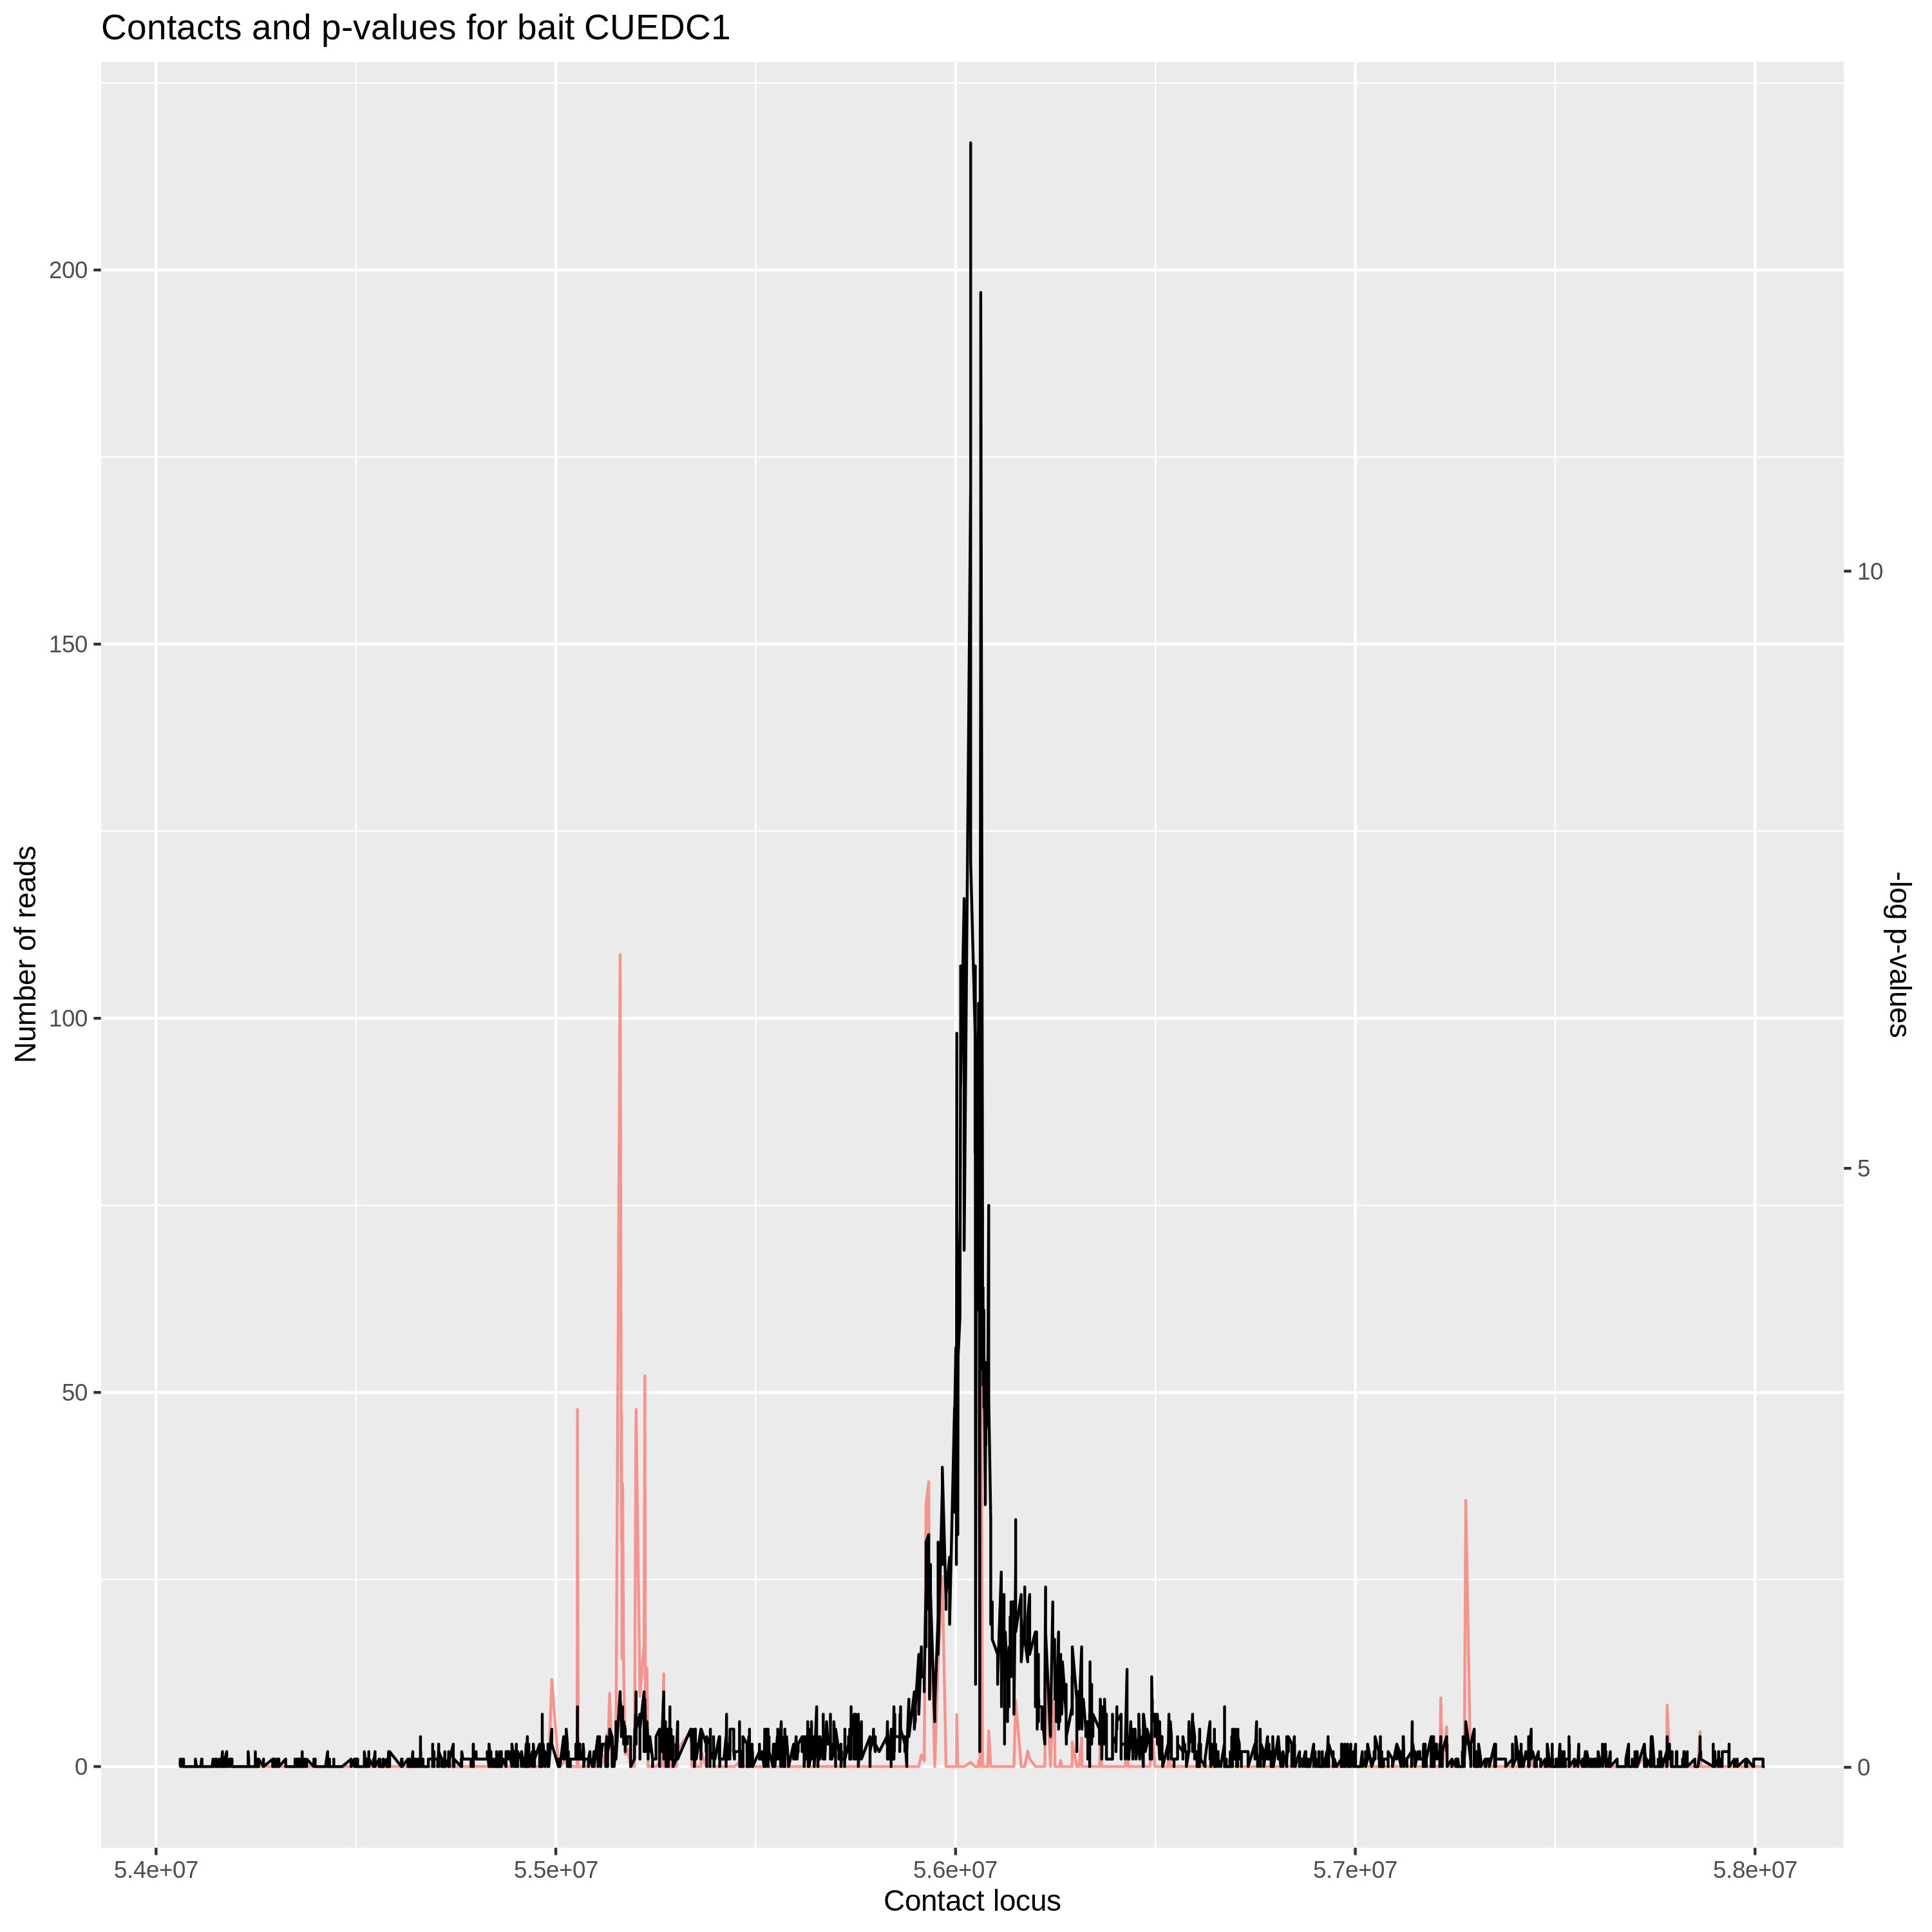 Contacts and p-values for bait CUEDC1
200
150
100
50
0
Number of reads
10
5
0
-log p-values
5.4e+07 5.5e+07 5.6e+07 5.7e+07 5.8e+07
Contact locus